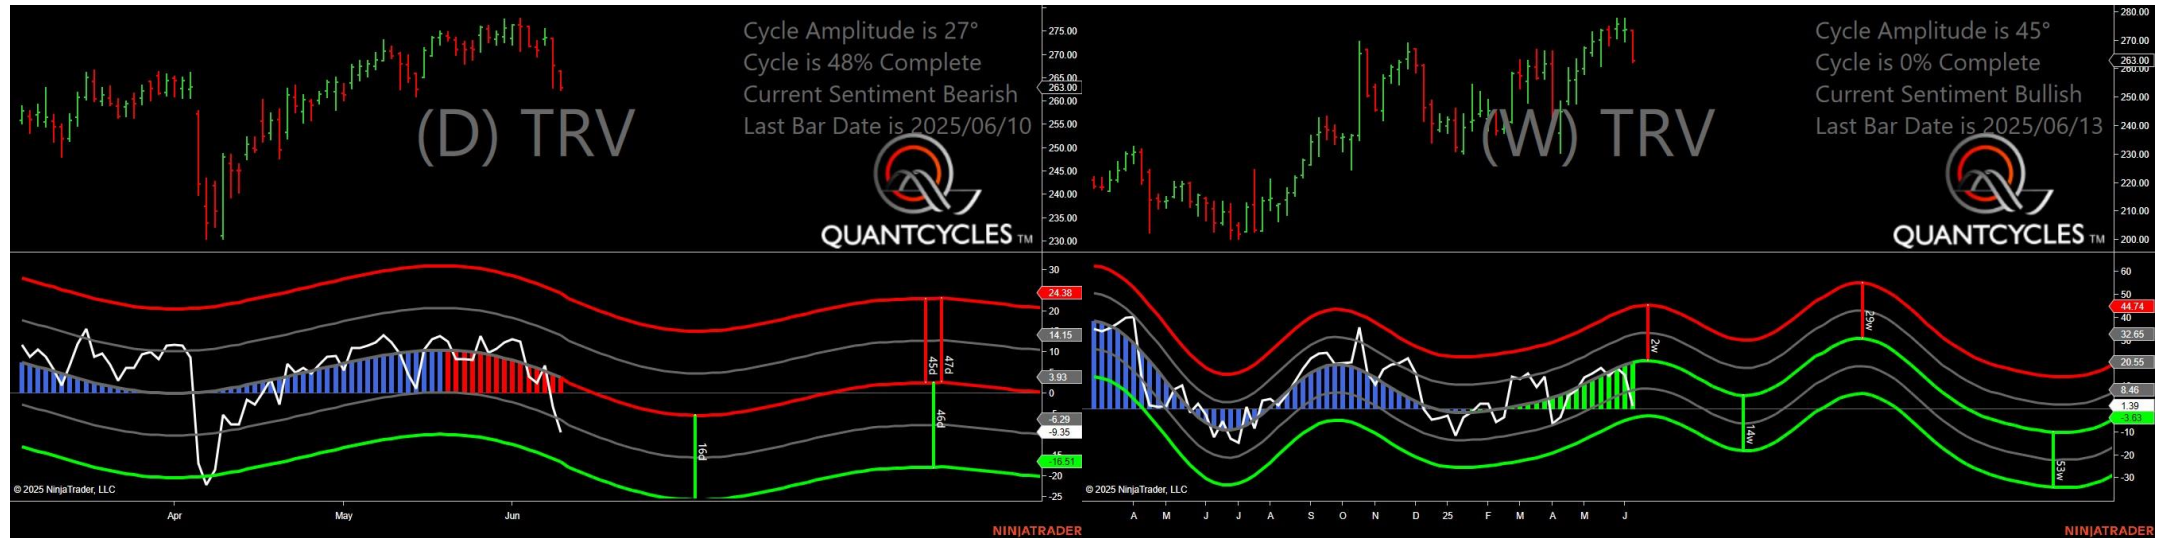 Cycle Amplitude is 27°
Cycle is 48% Complete
Current Sentiment Bearish
Last Bar Date is 2025/06/10
(D) TRV
QUANTCYCLES TM
275.00
270.00
265.00
263.00
260.00
255.00
250.00
245.00
240.00
235.00
230.00
30
24.38
20
14.15
10
3.93
0
-6.29
-9.35
-16.51
-20
-25
16d
45d
47d
46d
© 2025 NinjaTrader, LLC
Apr
May
Jun
NINJATRADER
Cycle Amplitude is 45°
Cycle is 0% Complete
Current Sentiment Bullish
Last Bar Date is 2025/06/13
(W) TRV
QUANTCYCLES TM
280.00
270.00
263.00
260.00
250.00
240.00
230.00
220.00
210.00
200.00
60
50
44.74
40
32.65
20.55
8.46
1.39
-3.63
-10
-20
-30
2w
14w
29w
53w
© 2025 NinjaTrader, LLC
A M J J A S O N D 25 F M A M J
NINJATRADER